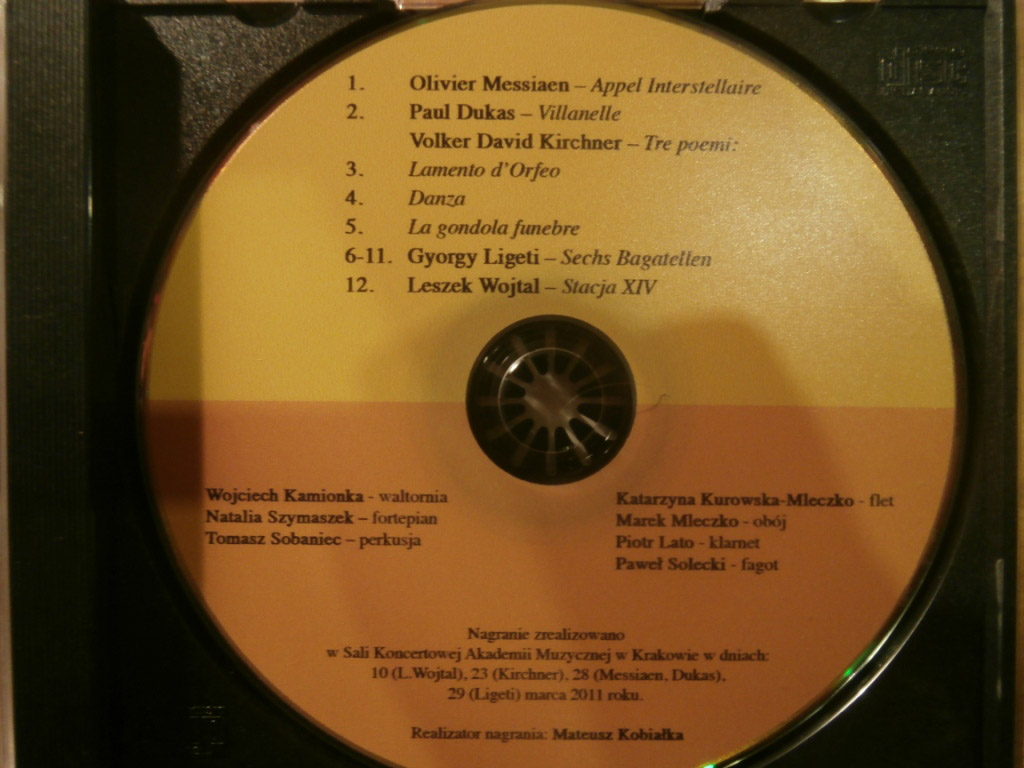 1. Olivier Messiaen – Appel Interstellaire
2. Paul Dukas – Villanelle
Volker David Kirchner – Tre poemi:
3. Lamento d'Orfeo
4. Danza
5. La gondola funebre
6-11. Gyorgy Ligeti – Sechs Bagatellen
12. Leszek Wojtal – Stacja XIV
Wojciech Kamionka - waltornia
Natalia Szymaszek – fortepian
Tomasz Sobaniec – perkusja
Katarzyna Kurowska-Mleczko - flet
Marek Mleczko - obój
Piotr Lato - klarnet
Paweł Solecki - fagot
Nagranie zrealizowano
w Sali Koncertowej Akademii Muzycznej w Krakowie w dniach:
10 (L.Wojtal), 23 (Kirchner), 28 (Messiaen, Dukas),
29 (Ligeti) marca 2011 roku.
Realizator nagrania: Mateusz Kobiałka